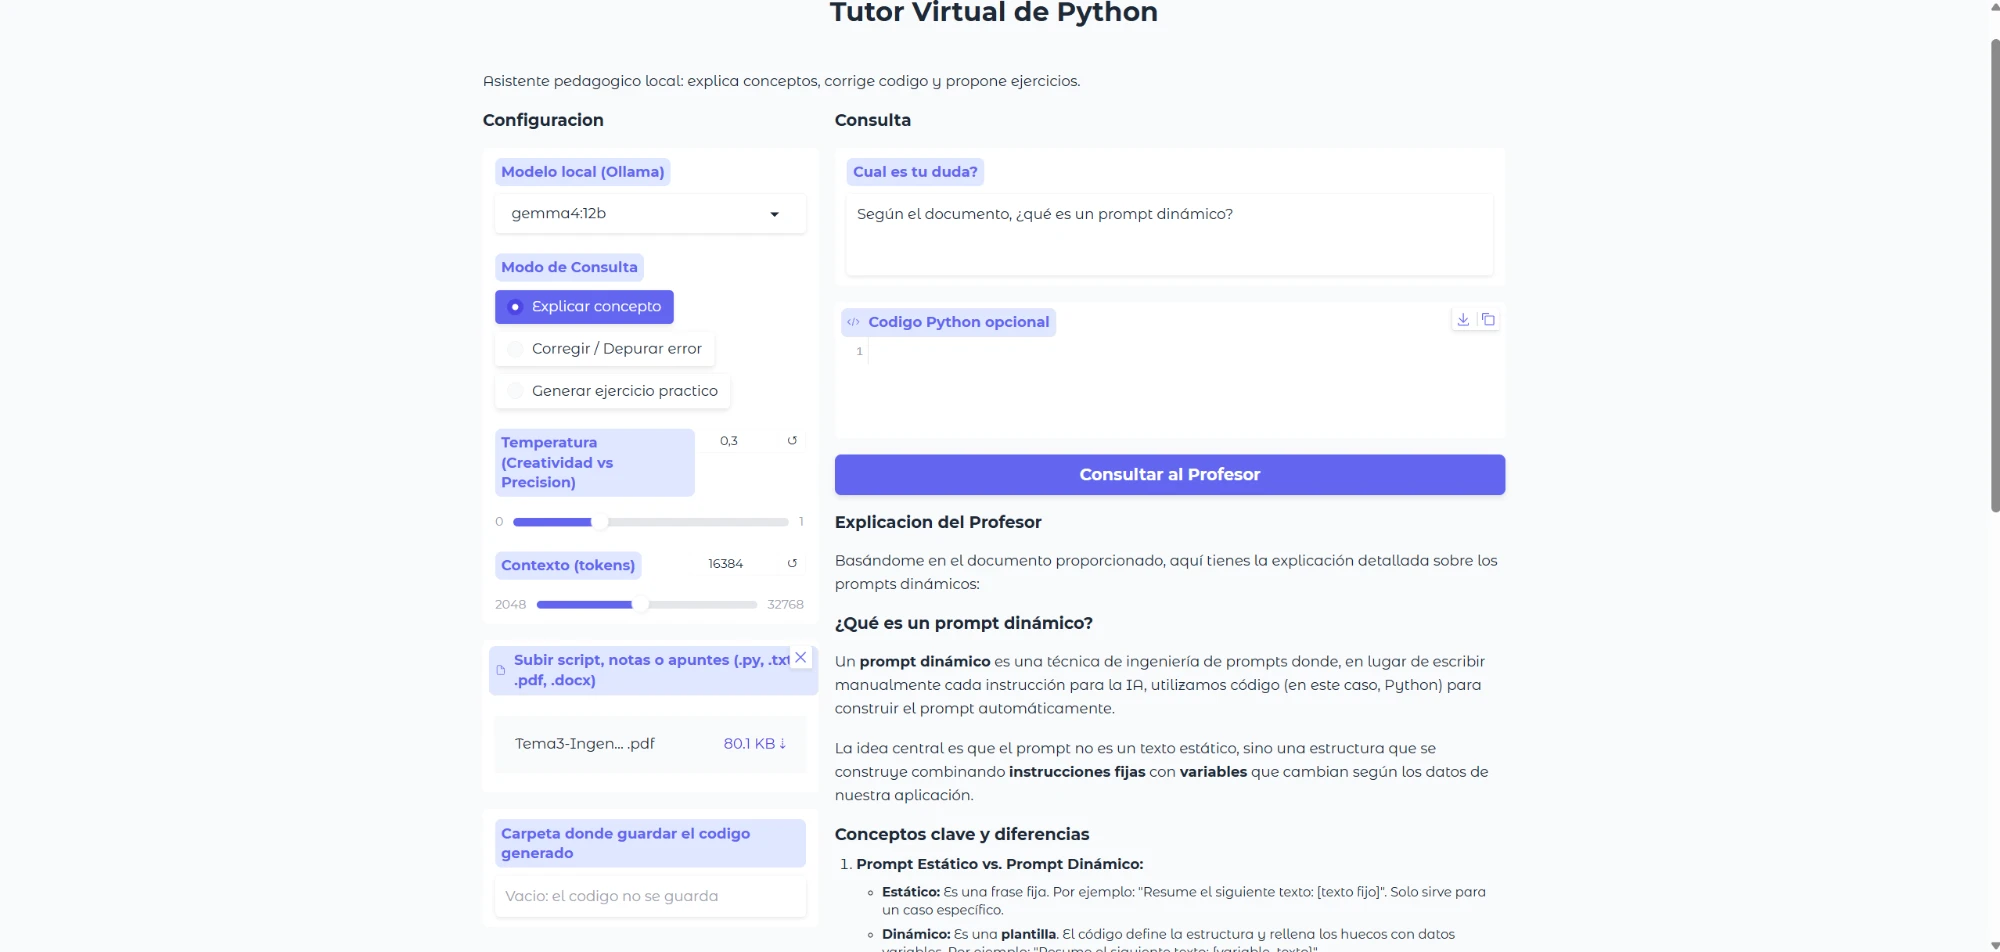 Tutor Virtual de Python
Asistente pedagogico local: explica conceptos, corrige codigo y propone ejercicios.
Configuracion
Modelo local (Ollama)
gemma4:12b
Modo de Consulta
Explicar concepto
Corregir / Depurar error
Generar ejercicio practico
Temperatura
(Creatividad vs
Precision)
0,3
0
1
Contexto (tokens)
16384
2048
32768
Subir script, notas o apuntes (.py, .txt
.pdf, .docx)
Tema3-Ingen... .pdf
80.1 KB ↓
Carpeta donde guardar el codigo
generado
Vacio: el codigo no se guarda
Consulta
Cual es tu duda?
Según el documento, ¿qué es un prompt dinámico?
Codigo Python opcional
1
Consultar al Profesor
Explicacion del Profesor
Basándome en el documento proporcionado, aquí tienes la explicación detallada sobre los
prompts dinámicos:
¿Qué es un prompt dinámico?
Un prompt dinámico es una técnica de ingeniería de prompts donde, en lugar de escribir
manualmente cada instrucción para la IA, utilizamos código (en este caso, Python) para
construir el prompt automáticamente.
La idea central es que el prompt no es un texto estático, sino una estructura que se
construye combinando instrucciones fijas con variables que cambian según los datos de
nuestra aplicación.
Conceptos clave y diferencias
1. Prompt Estático vs. Prompt Dinámico:
Estático: Es una frase fija. Por ejemplo: "Resume el siguiente texto: [texto fijo]". Solo sirve para
un caso específico.
Dinámico: Es una plantilla. El código define la estructura y rellena los huecos con datos
variables. Por ejemplo: "Resume el siguiente texto: {variable_texto}".